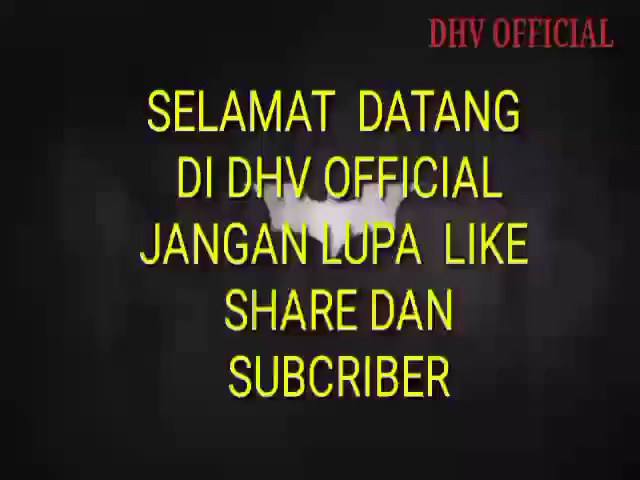 DHV OFFICIAL
SELAMAT DATANG
DI DHV OFFICIAL
JANGAN LUPA LIKE
SHARE DAN
SUBCRIBER